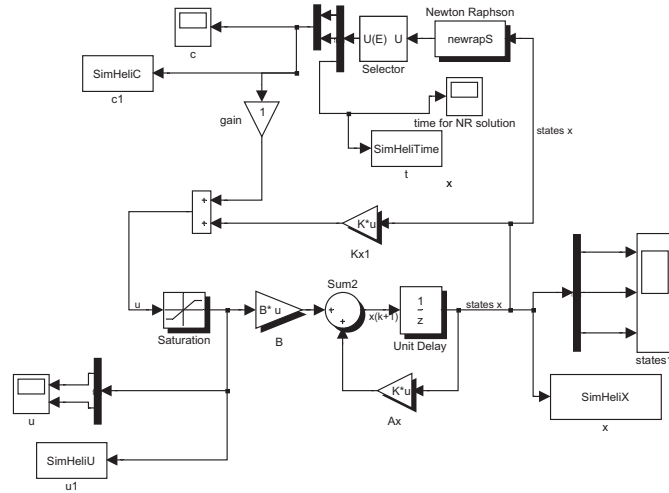 Newton Raphson
U(E) U
newrapS
SimHeliC
c
Selector
c1
gain
1
time for NR solution
SimHeliTime
states x
t
x
+
+
K*u
Kx1
Sum2
u
B* u
+
+
x(k+1)
1
z
states x
Saturation
B
Unit Delay
states1
K*u
SimHeliX
u
Ax
x
SimHeliU
u1